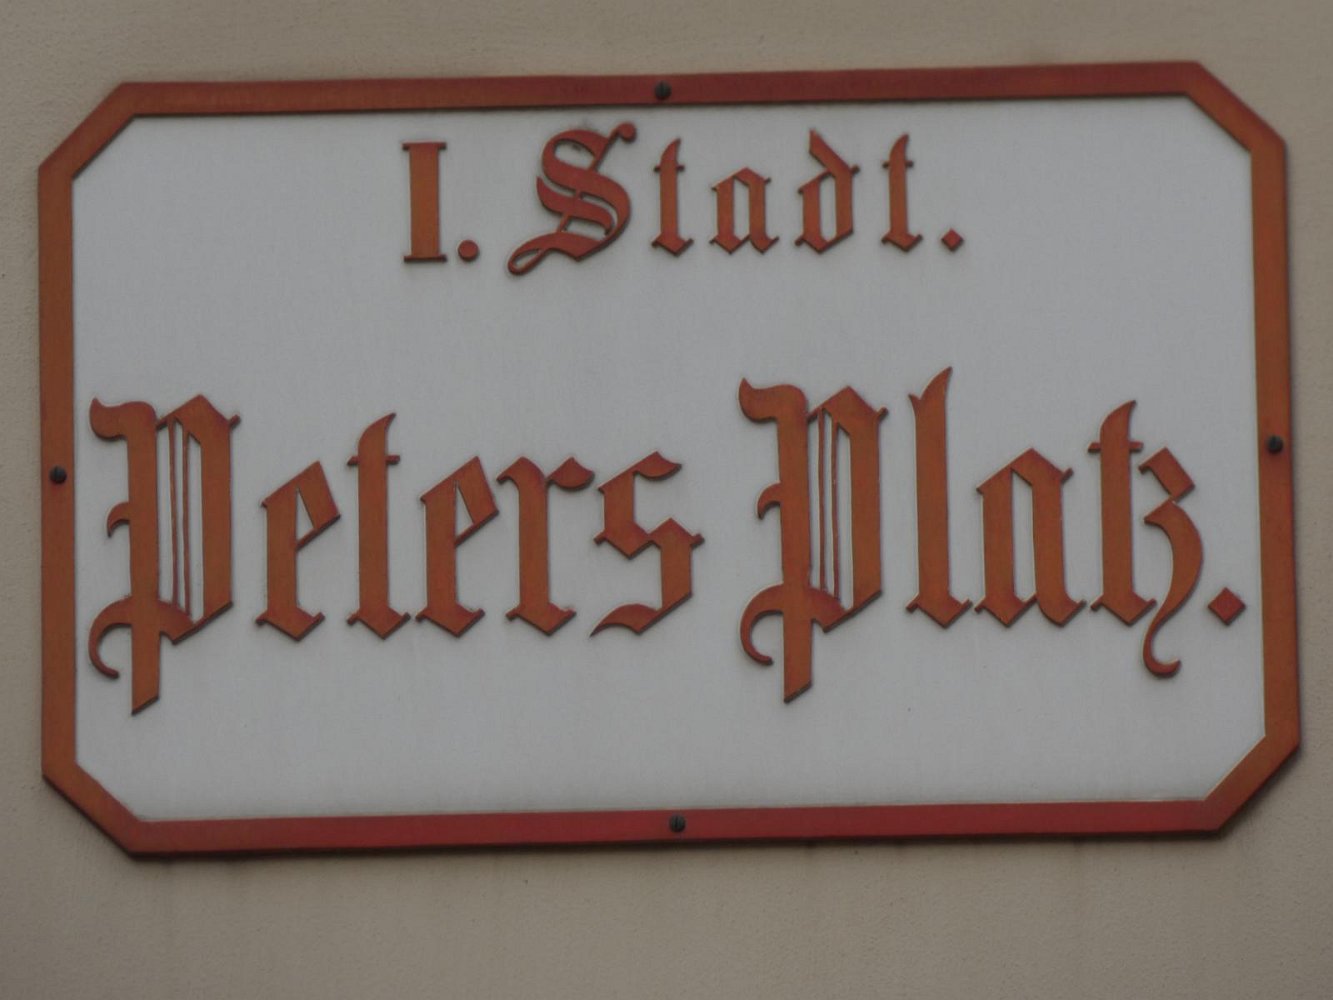 I. Stadt.
Peters Platz.